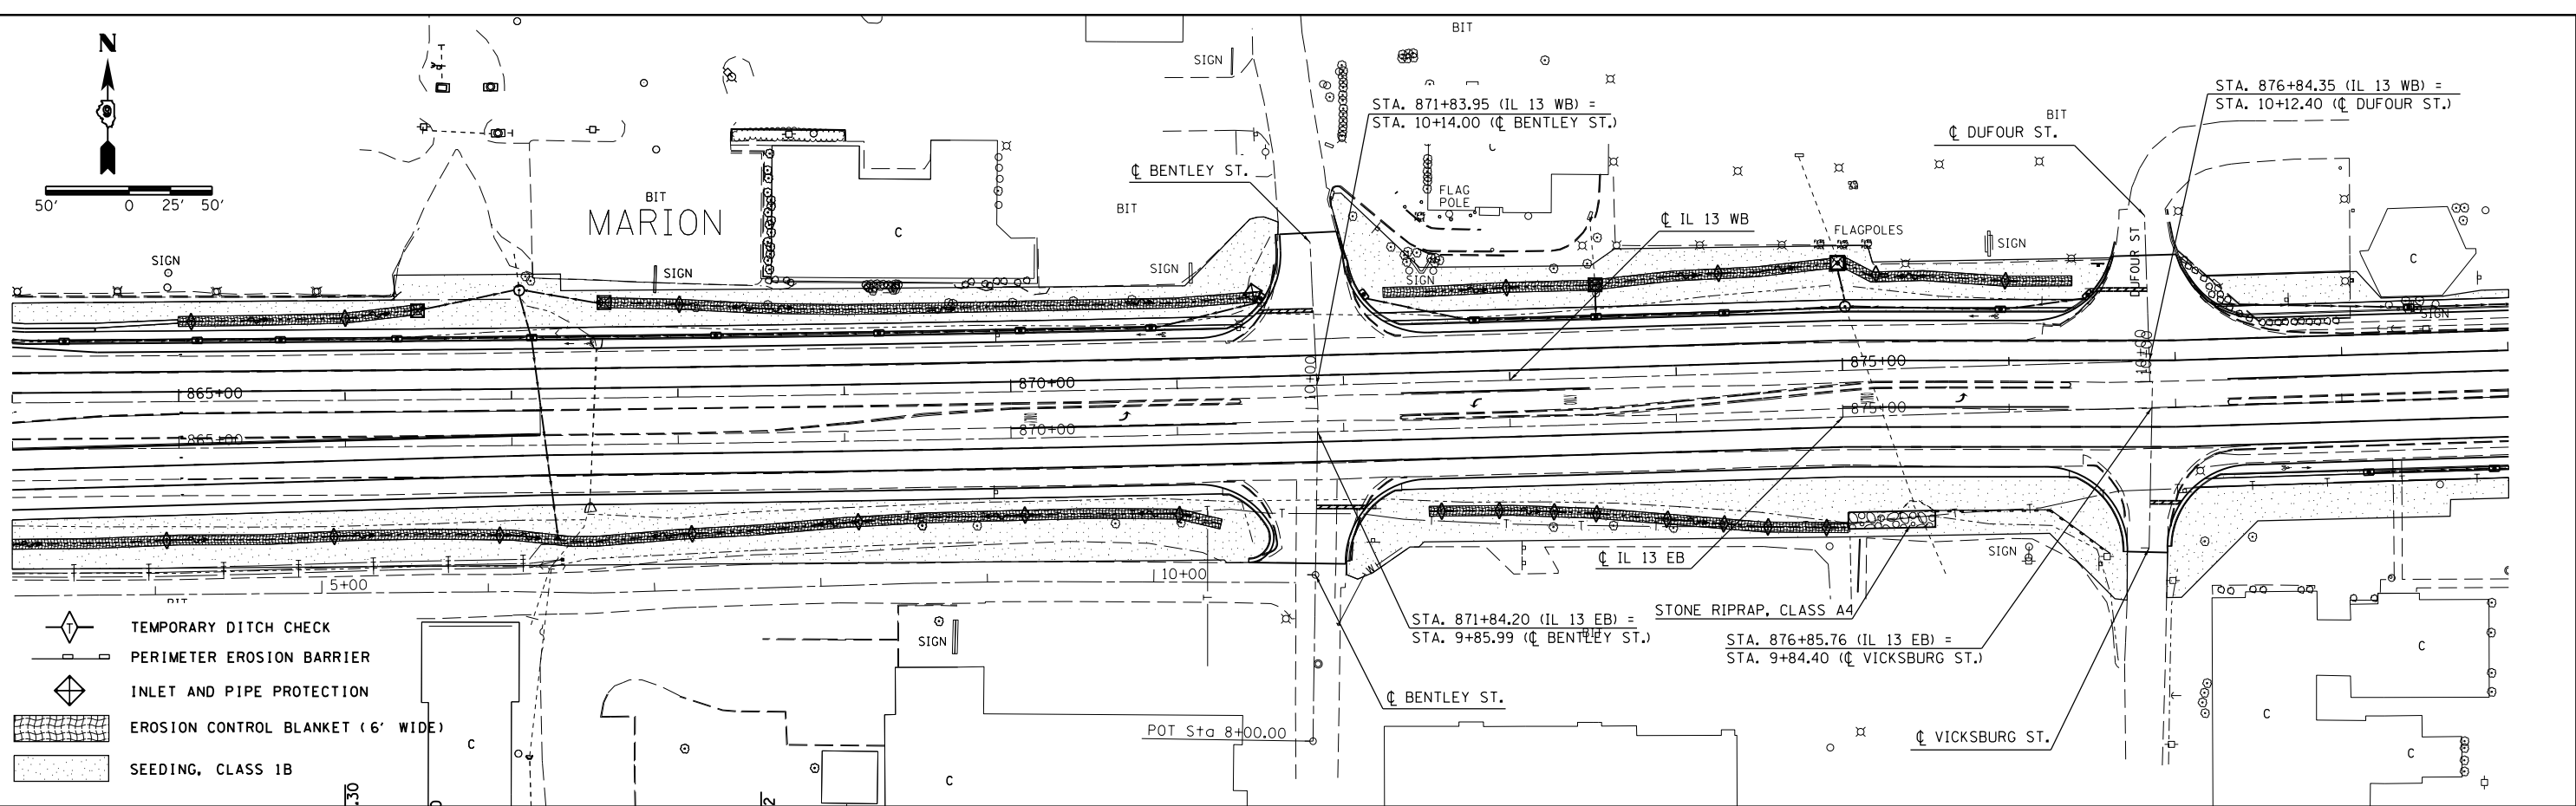 BIT
N
SIGN
STA. 876+84.35 (IL 13 WB) =
STA. 10+12.40 (℄ DUFOUR ST.)
STA. 871+83.95 (IL 13 WB) =
STA. 10+14.00 (℄ BENTLEY ST.)
BIT
℄ DUFOUR ST.
℄ BENTLEY ST.
50' 0 25' 50'
BIT
MARION
BIT
FLAG
POLE
C
C
℄ IL 13 WB
FLAGPOLES
SIGN
DUFOUR ST
C
SIGN
SIGN
SIGN
SIGN
SIGN
10+00
10+00
10+00
865+00
870+00
875+00
865+00
870+00
875+00
SIGN
℄ IL 13 EB
5+00
10+00
BIT
TEMPORARY DITCH CHECK
PERIMETER EROSION BARRIER
INLET AND PIPE PROTECTION
EROSION CONTROL BLANKET (6' WIDE)
SEEDING, CLASS 1B
SIGN
STONE RIPRAP, CLASS A4
STA. 871+84.20 (IL 13 EB) =
STA. 9+85.99 (℄ BENTLEY ST.)
BIT
STA. 876+85.76 (IL 13 EB) =
STA. 9+84.40 (℄ VICKSBURG ST.)
℄ BENTLEY ST.
POT Sta 8+00.00
℄ VICKSBURG ST.
C
C
C
C
C
.30